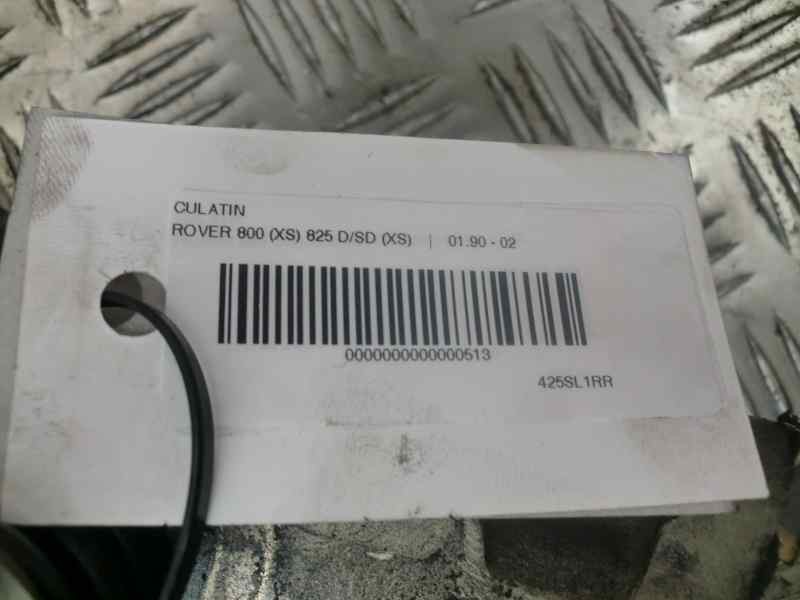 CULATIN
ROVER 800 (XS) 825 D/SD (XS) | 01.90 - 02
0000000000000513
425SL1RR